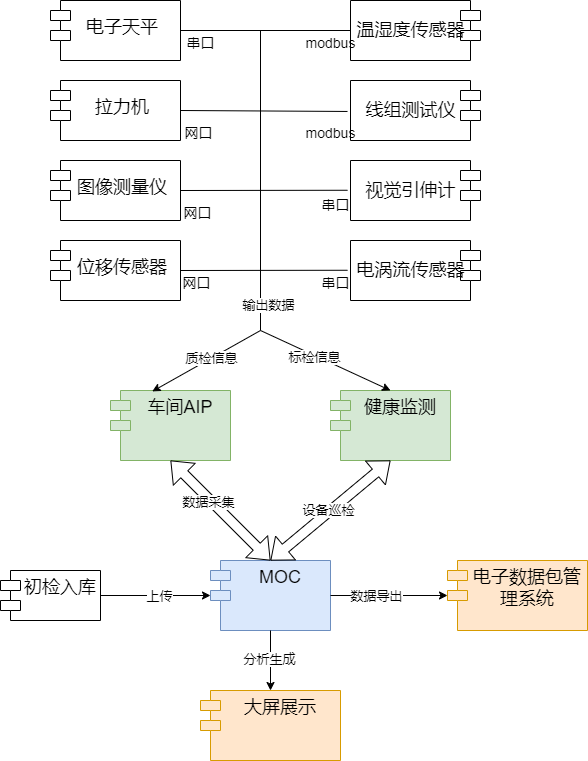 电子天平
温湿度传感器
串口
modbus
拉力机
线组测试仪
网口
modbus
图像测量仪
视觉引伸计
网口
串口
位移传感器
电涡流传感器
网口
串口
输出数据
质检信息
标检信息
车间AIP
健康监测
数据采集
设备巡检
初检入库
上传
MOC
数据导出
电子数据包管
理系统
分析生成
大屏展示